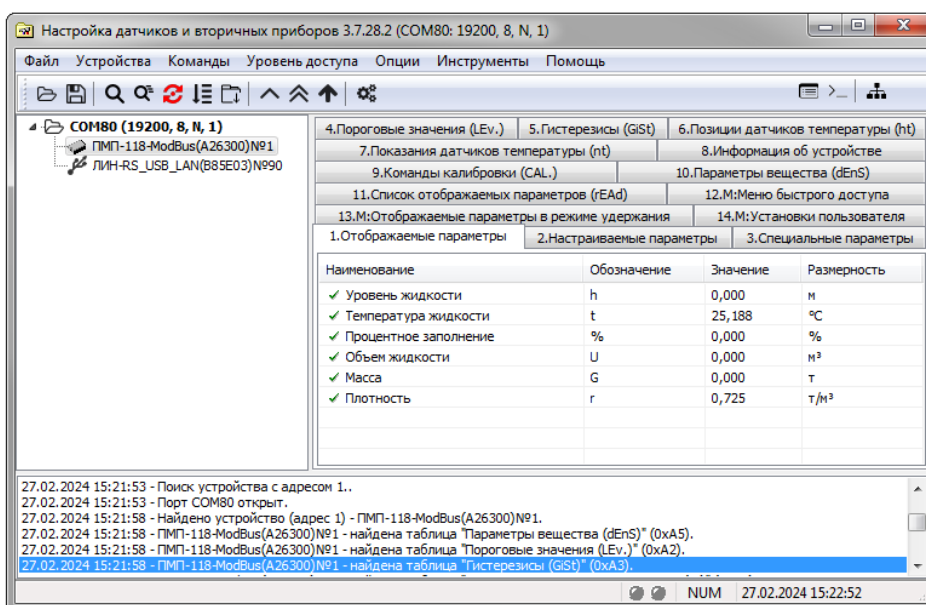 Настройка датчиков и вторичных приборов 3.7.28.2 (COM80: 19200, 8, N, 1)
Файл Устройства Команды Уровень доступа Опции Инструменты Помощь
COM80 (19200, 8, N, 1)
ПМП-118-ModBus(A26300)№1
ЛИН-RS_USB_LAN(B85E03)№90
4.Пороговые значения (LEv.) 5.Гистерезисы (GiSt) 6.Позиции датчиков температуры (ht)
7.Показания датчиков температуры (nt) 8.Информация об устройстве
9.Команды калибровки (CAL.) 10.Параметры вещества (dEnS)
11.Список отображаемых параметров (rEAd) 12.М:Меню быстрого доступа
13.М:Отображаемые параметры в режиме удержания 14.М:Установки пользователя
1.Отображаемые параметры 2.Настраиваемые параметры 3.Специальные параметры
Наименование Обозначение Значение Размерность
Уровень жидкости h 0,000 м
Температура жидкости t 25,188 °C
Процентное заполнение % 0,000 %
Объем жидкости U 0,000 м³
Масса G 0,000 т
Плотность r 0,725 т/м³
27.02.2024 15:21:53 - Поиск устройства с адресом 1..
27.02.2024 15:21:53 - Порт COM80 открыт.
27.02.2024 15:21:58 - Найдено устройство (адрес 1) - ПМП-118-ModBus(A26300)№1.
27.02.2024 15:21:58 - ПМП-118-ModBus(A26300)№1 - найдена таблица "Параметры вещества (dEnS)" (0xA5).
27.02.2024 15:21:58 - ПМП-118-ModBus(A26300)№1 - найдена таблица "Пороговые значения (LEv.)" (0xA2).
27.02.2024 15:21:58 - ПМП-118-ModBus(A26300)№1 - найдена таблица "Гистерезисы (GiSt)" (0xA3).
NUM 27.02.2024 15:22:52